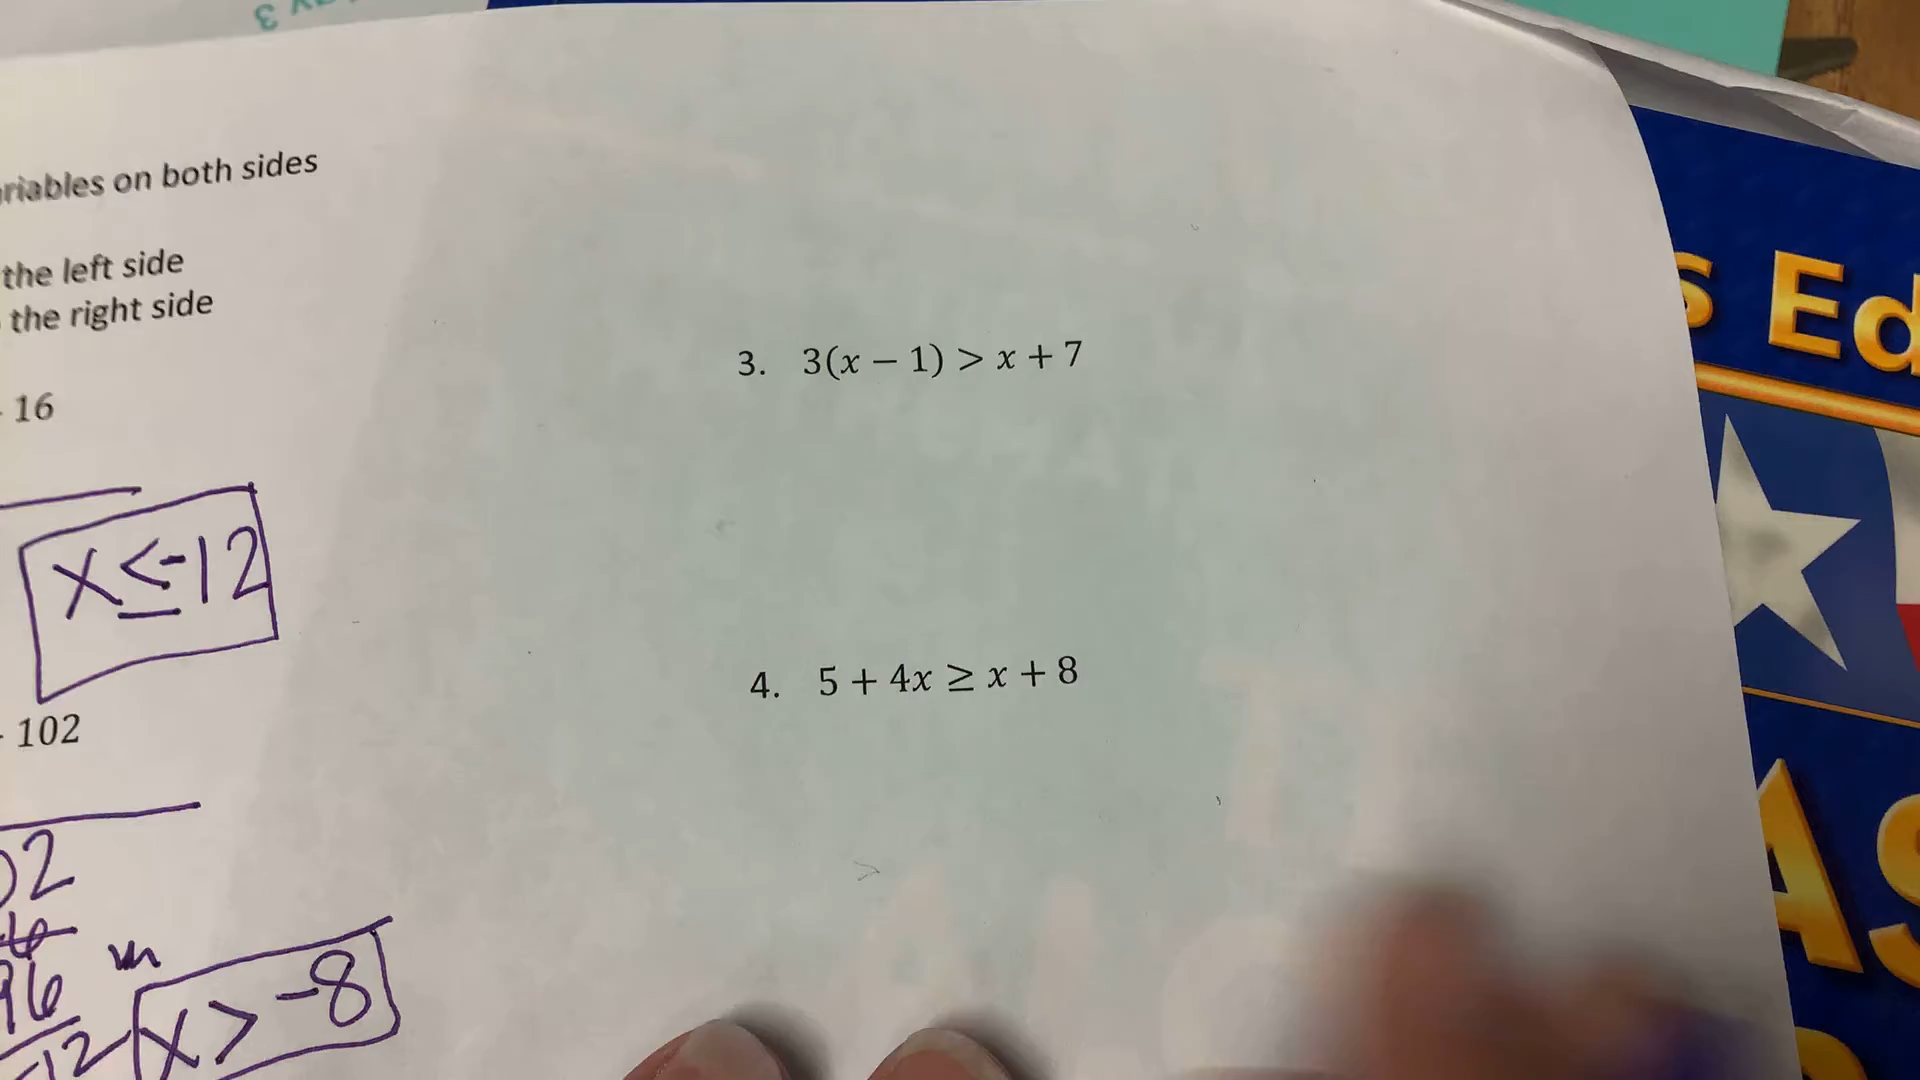 on both sides
the left side
the right side
16
x ≤ -12
102
x > -8
3. 3(x − 1) > x + 7
4. 5 + 4x ≥ x + 8
Ed